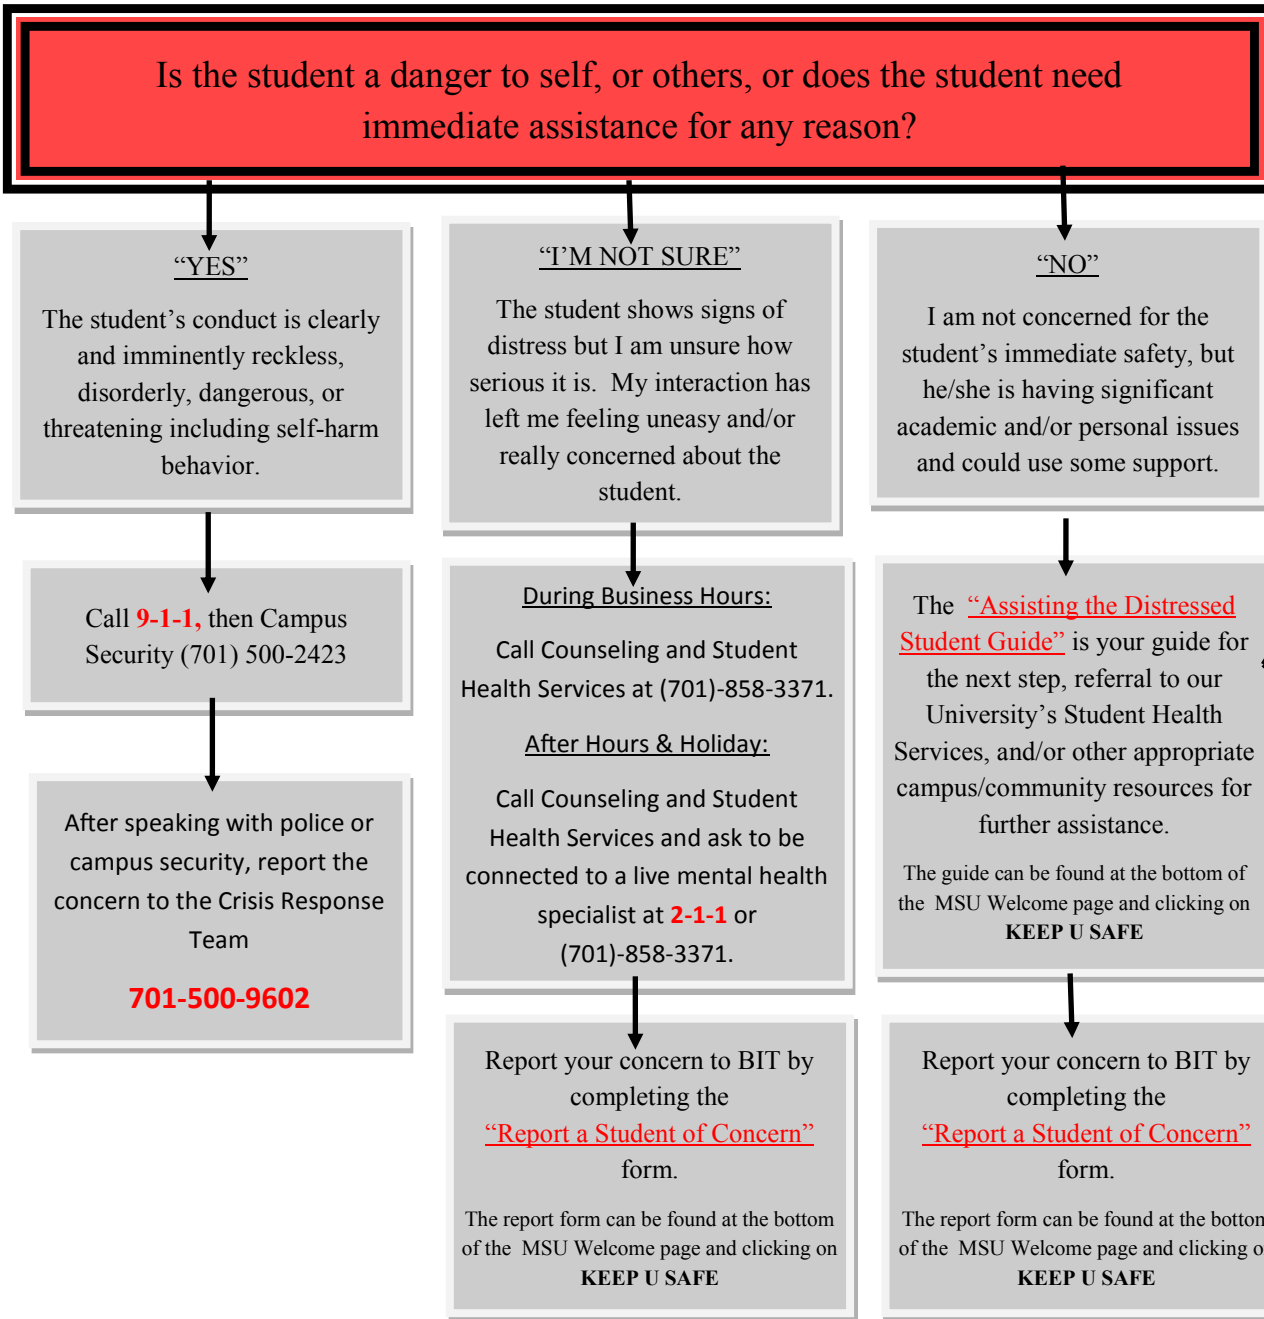 Is the student a danger to self, or others, or does the student need
immediate assistance for any reason?
“YES”
The student’s conduct is clearly
and imminently reckless,
disorderly, dangerous, or
threatening including self-harm
behavior.
Call 9-1-1, then Campus
Security (701) 500-2423
After speaking with police or
campus security, report the
concern to the Crisis Response
Team
701-500-9602
“I’M NOT SURE”
The student shows signs of
distress but I am unsure how
serious it is.  My interaction has
left me feeling uneasy and/or
really concerned about the
student.
During Business Hours:
Call Counseling and Student
Health Services at (701)-858-3371.
After Hours & Holiday:
Call Counseling and Student
Health Services and ask to be
connected to a live mental health
specialist at 2-1-1 or
(701)-858-3371.
Report your concern to BIT by
completing the
“Report a Student of Concern”
form.
The report form can be found at the bottom
of the  MSU Welcome page and clicking on
KEEP U SAFE
“NO”
I am not concerned for the
student’s immediate safety, but
he/she is having significant
academic and/or personal issues
and could use some support.
The  “Assisting the Distressed
Student Guide” is your guide for
the next step, referral to our
University’s Student Health
Services, and/or other appropriate
campus/community resources for
further assistance.
The guide can be found at the bottom of
the  MSU Welcome page and clicking on
KEEP U SAFE
Report your concern to BIT by
completing the
“Report a Student of Concern”
form.
The report form can be found at the bottom
of the  MSU Welcome page and clicking o
KEEP U SAFE